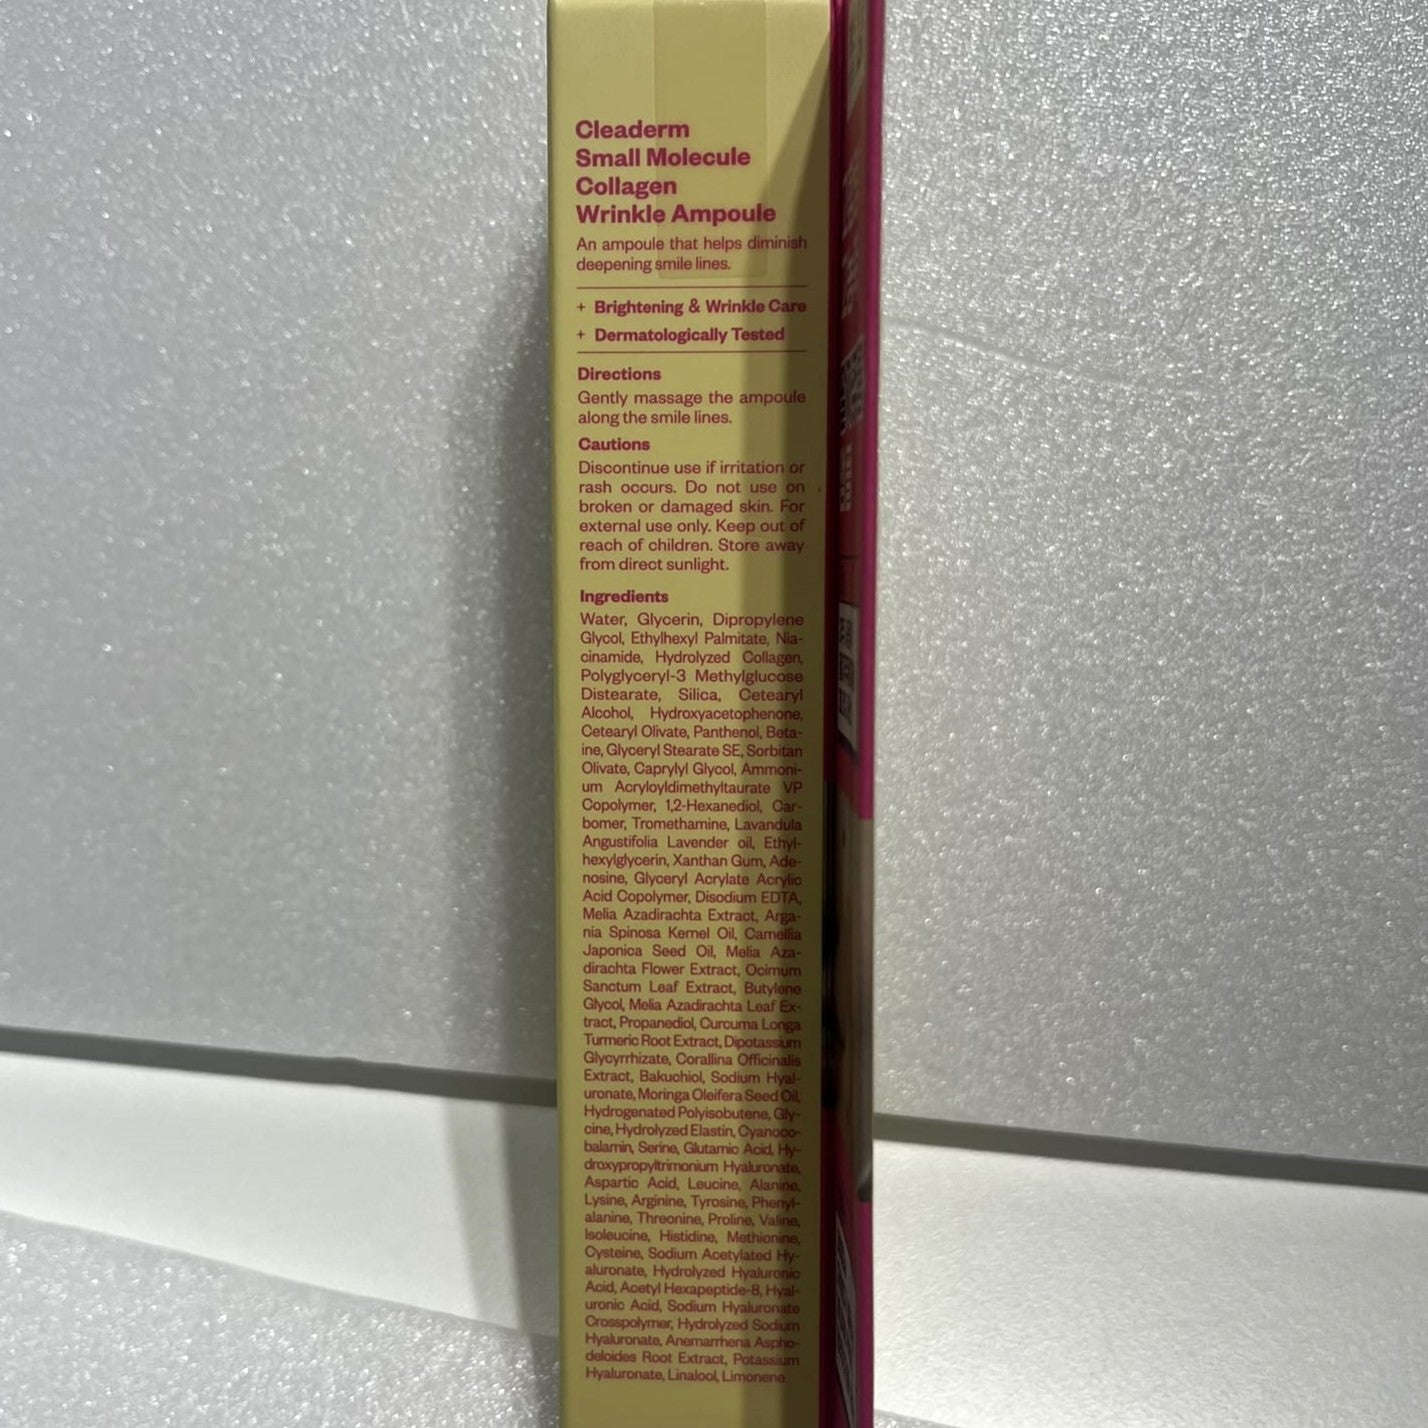 Cleaderm
Small Molecule
Collagen
Wrinkle Ampoule
An ampoule that helps diminish
deepening smile lines.
+ Brightening & Wrinkle Care
+ Dermatologically Tested
Directions
Gently massage the ampoule
along the smile lines.
Cautions
Discontinue use if irritation or
rash occurs. Do not use on
broken or damaged skin. For
external use only. Keep out of
reach of children. Store away
from direct sunlight.
Ingredients
Water, Glycerin, Dipropylene
Glycol, Ethylhexyl Palmitate, Nia-
cinamide, Hydrolyzed Collagen,
Polyglyceryl-3 Methylglucose
Distearate, Silica, Cetearyl
Alcohol, Hydroxyacetophenone,
Cetearyl Olivate, Panthenol, Beta-
ine, Glyceryl Stearate SE, Sorbitan
Olivate, Caprylyl Glycol, Ammoni-
um Acryloyldimethyltaurate VP
Copolymer, 1,2-Hexanediol, Car-
bomer, Tromethamine, Lavandula
Angustifolia Lavender oil, Ethyl-
hexylglycerin, Xanthan Gum, Ade-
nosine, Glyceryl Acrylate Acrylic
Acid Copolymer, Disodium EDTA,
Melia Azadirachta Extract, Arga-
nia Spinosa Kernel Oil, Camellia
Japonica Seed Oil, Melia Aza-
dirachta Flower Extract, Ocimum
Sanctum Leaf Extract, Butylene
Glycol, Melia Azadirachta Leaf Ex-
tract, Propanediol, Curcuma Longa
Turmeric Root Extract, Dipotassium
Glycyrrhizate, Corallina Officinalis
Extract, Bakuchiol, Sodium Hyal-
uronate, Moringa Oleifera Seed Oil,
Hydrogenated Polyisobutene, Gly-
cine, Hydrolyzed Elastin, Cyanoco-
balamin, Serine, Glutamic Acid, Hy-
droxypropyltrimonium Hyaluronate,
Aspartic Acid, Leucine, Alanine,
Lysine, Arginine, Tyrosine, Phenyl-
alanine, Threonine, Proline, Valine,
Isoleucine, Histidine, Methionine,
Cysteine, Sodium Acetylated Hy-
aluronate, Hydrolyzed Hyaluronic
Acid, Acetyl Hexapeptide-8, Hyal-
uronic Acid, Sodium Hyaluronate
Crosspolymer, Hydrolyzed Sodium
Hyaluronate, Anemarrhena Aspho-
deloides Root Extract, Potassium
Hyaluronate, Linalool, Limonene